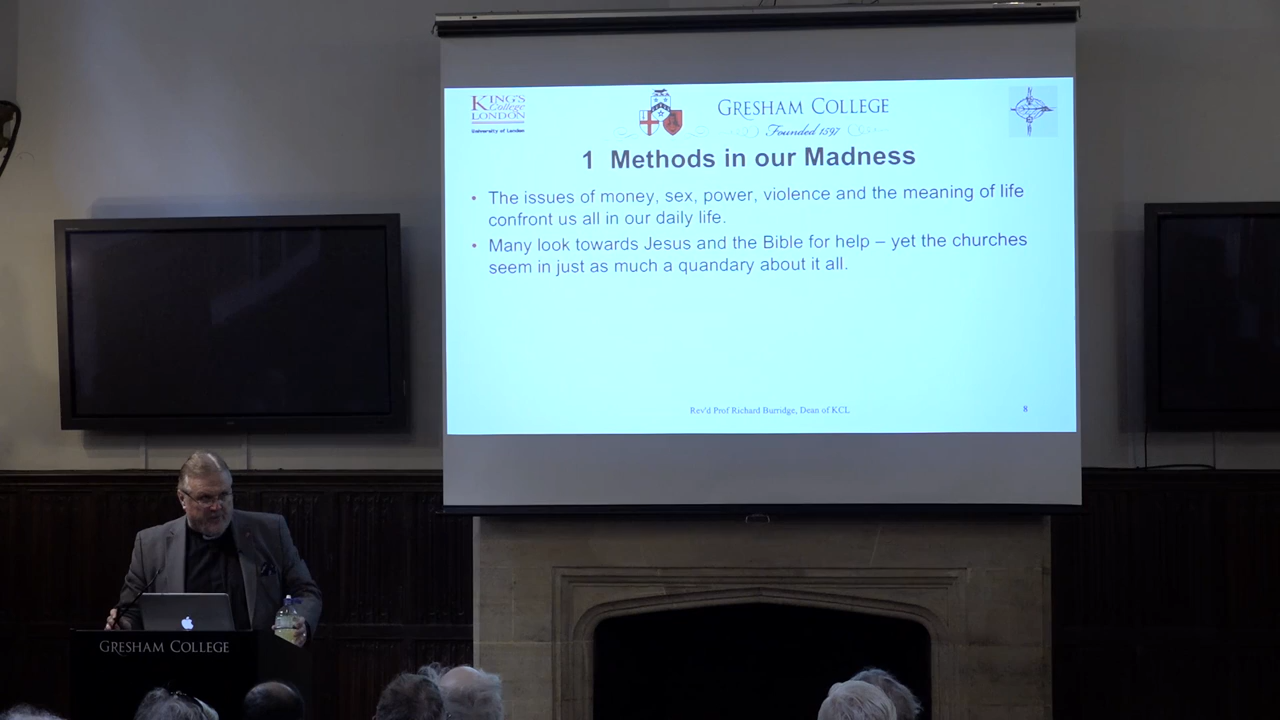 KING'S
College
LONDON
University of London
GRESHAM COLLEGE
Founded 1597
1 Methods in our Madness
• The issues of money, sex, power, violence and the meaning of life
confront us all in our daily life.
• Many look towards Jesus and the Bible for help – yet the churches
seem in just as much a quandary about it all.
Rev'd Prof Richard Burridge, Dean of KCL
8
GRESHAM COLLEGE